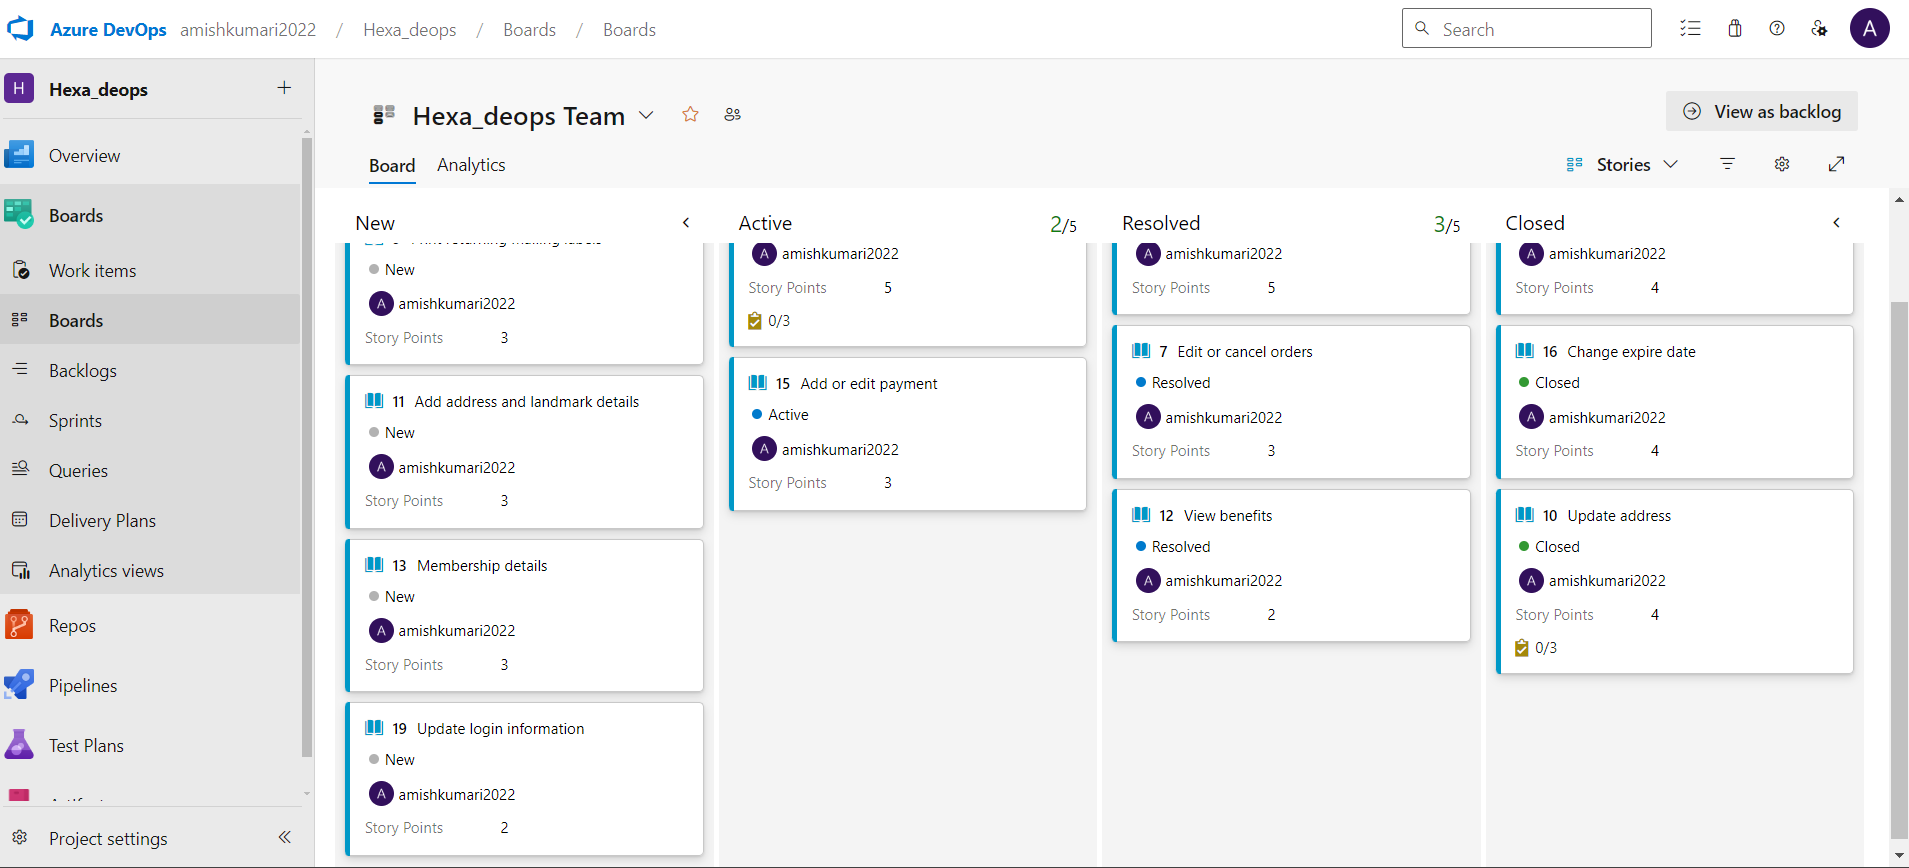 Azure DevOps amishkumari2022 / Hexa_deops / Boards / Boards
Search
A
H Hexa_deops +
Overview
Boards
Work items
Boards
Backlogs
Sprints
Queries
Delivery Plans
Analytics views
Repos
Pipelines
Test Plans
Project settings
Hexa_deops Team
View as backlog
Board Analytics
Stories
New
New
A amishkumari2022
Story Points 3
11 Add address and landmark details
New
A amishkumari2022
Story Points 3
13 Membership details
New
A amishkumari2022
Story Points 3
19 Update login information
New
A amishkumari2022
Story Points 2
Active 2/5
A amishkumari2022
Story Points 5
0/3
15 Add or edit payment
Active
A amishkumari2022
Story Points 3
Resolved 3/5
A amishkumari2022
Story Points 5
7 Edit or cancel orders
Resolved
A amishkumari2022
Story Points 3
12 View benefits
Resolved
A amishkumari2022
Story Points 2
Closed
A amishkumari2022
Story Points 4
16 Change expire date
Closed
A amishkumari2022
Story Points 4
10 Update address
Closed
A amishkumari2022
Story Points 4
0/3